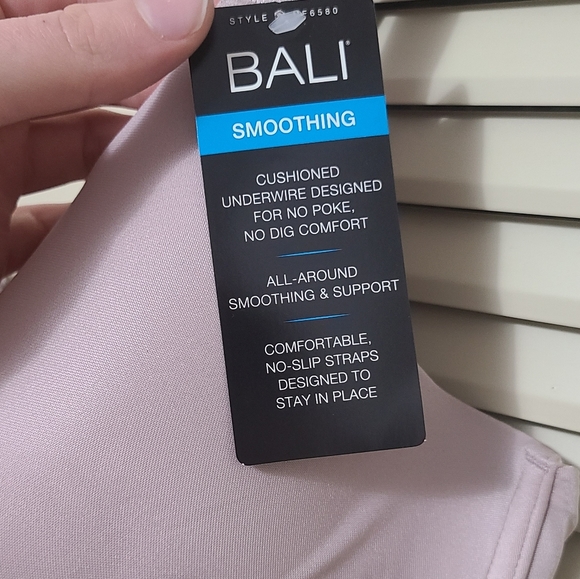 STYLE
BALI
SMOOTHING
CUSHIONED
UNDERWIRE DESIGNED
FOR NO POKE,
NO DIG COMFORT
ALL-AROUND
SMOOTHING & SUPPORT
COMFORTABLE,
NO-SLIP STRAPS
DESIGNED TO
STAY IN PLACE